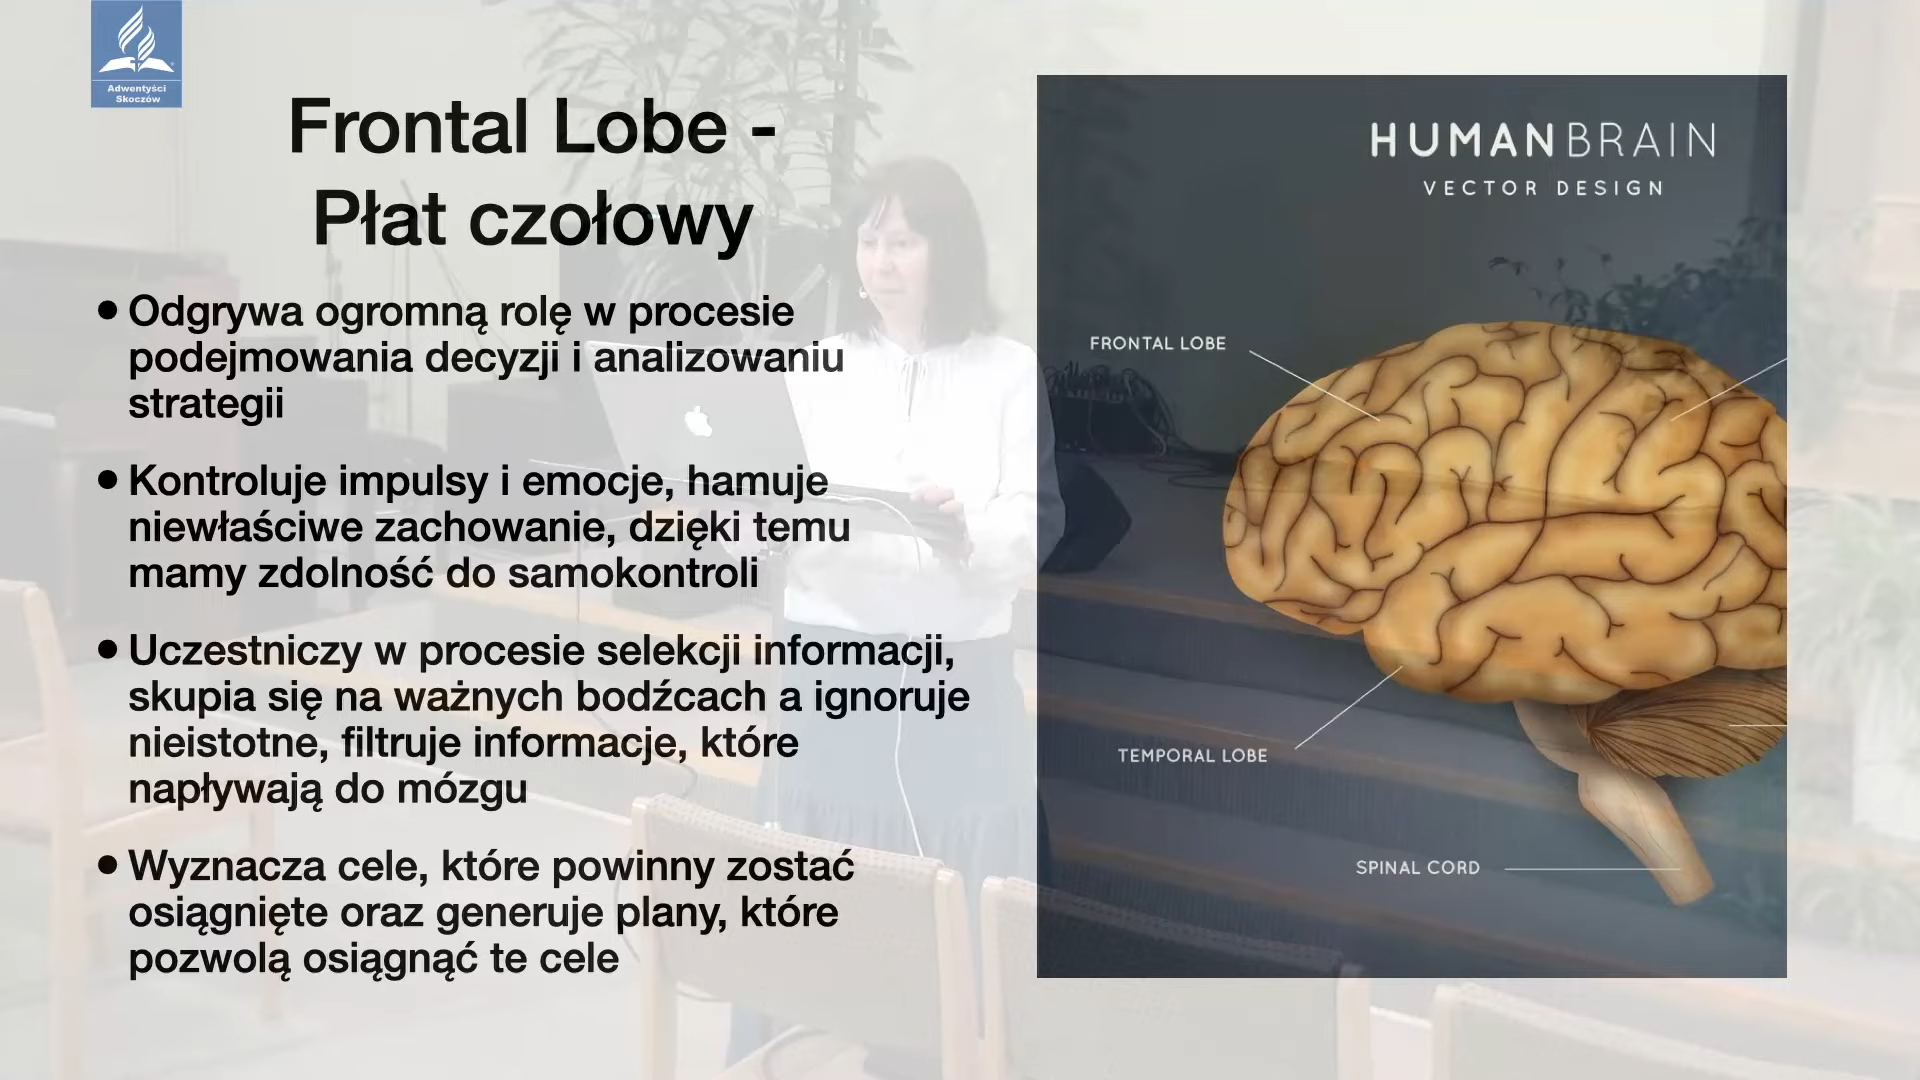 Adwentyści
Skoczów
Frontal Lobe -
Płat czołowy
• Odgrywa ogromną rolę w procesie
podejmowania decyzji i analizowaniu
strategii
• Kontroluje impulsy i emocje, hamuje
niewłaściwe zachowanie, dzięki temu
mamy zdolność do samokontroli
• Uczestniczy w procesie selekcji informacji,
skupia się na ważnych bodźcach a ignoruje
nieistotne, filtruje informacje, które
napływają do mózgu
• Wyznacza cele, które powinny zostać
osiągnięte oraz generuje plany, które
pozwolą osiągnąć te cele
HUMANBRAIN
VECTOR DESIGN
FRONTAL LOBE
TEMPORAL LOBE
SPINAL CORD